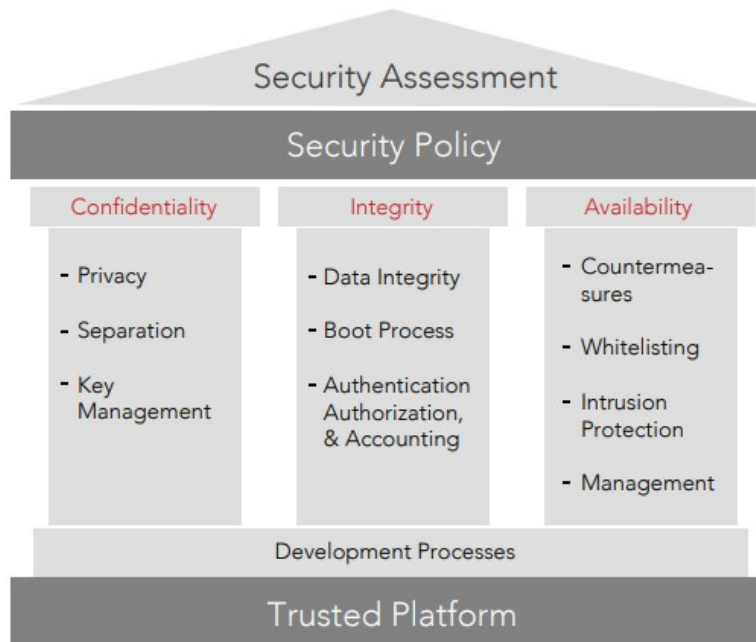 Security Assessment
Security Policy
Confidentiality
- Privacy
- Separation
- Key
Management
Integrity
- Data Integrity
- Boot Process
- Authentication
Authorization,
& Accounting
Availability
- Countermea-
sures
- Whitelisting
- Intrusion
Protection
- Management
Development Processes
Trusted Platform